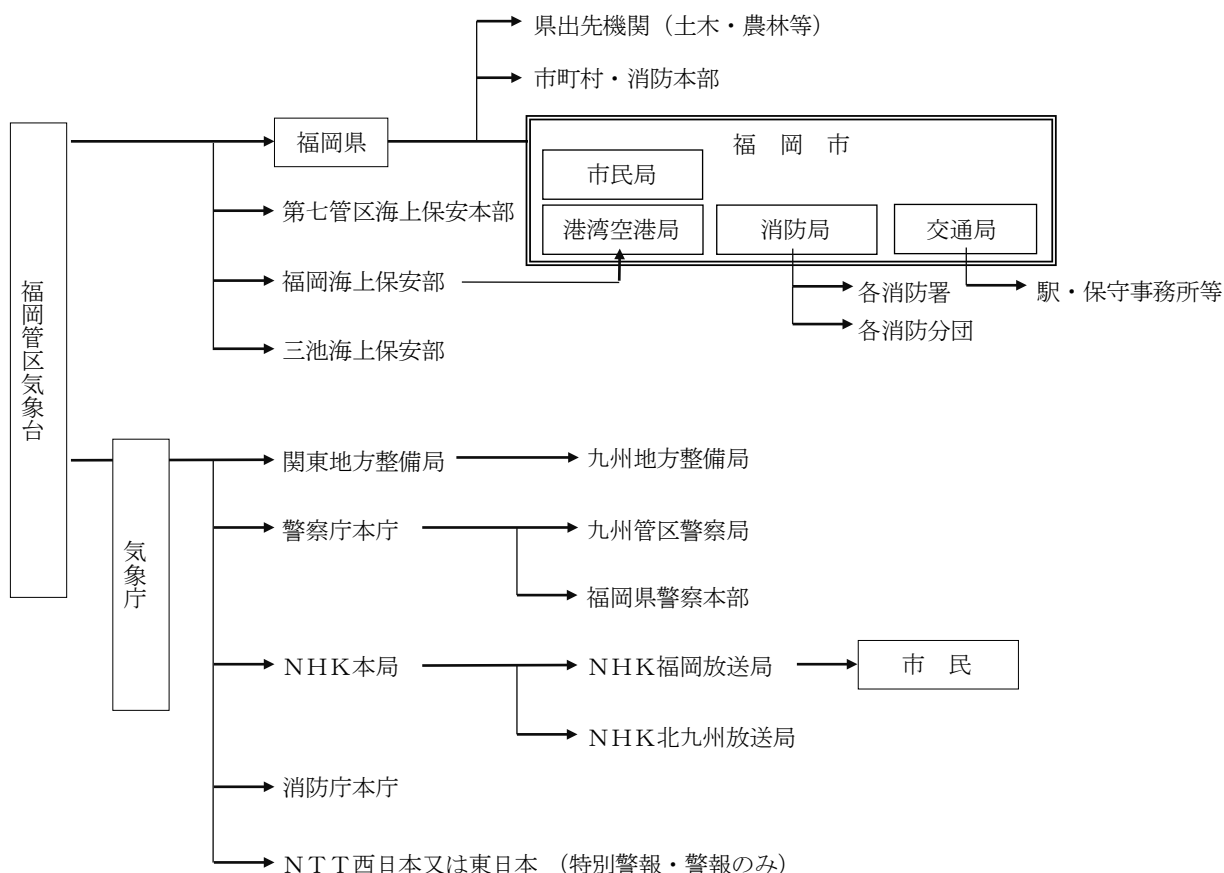 県出先機関（土木・農林等）
市町村・消防本部
福岡県
福　岡　市
市民局
港湾空港局
消防局
交通局
第七管区海上保安本部
福岡海上保安部
各消防署
駅・保守事務所等
各消防分団
三池海上保安部
福岡管区気象台
気象庁
関東地方整備局
九州地方整備局
警察庁本庁
九州管区警察局
福岡県警察本部
ＮＨＫ本局
ＮＨＫ福岡放送局
市　民
ＮＨＫ北九州放送局
消防庁本庁
ＮＴＴ西日本又は東日本　（特別警報・警報のみ）